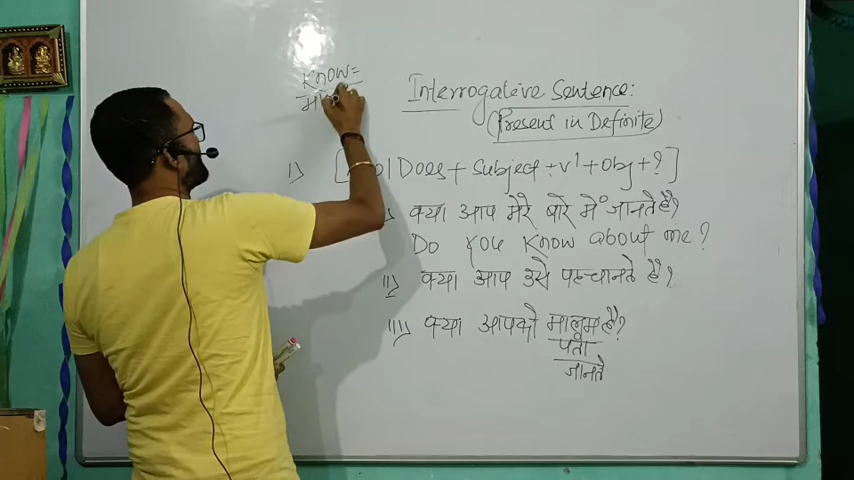 Know=
Interrogative Sentence:
(Present in Definite)
1) [ Does + Subject + V¹ + Obj + ? ]
क्या आप मेरे बारे में जानते है?
Do you know about me?
ii) क्या आप उसे पहचानते है?
iii) क्या आपको मालूम है?
पता
जानते